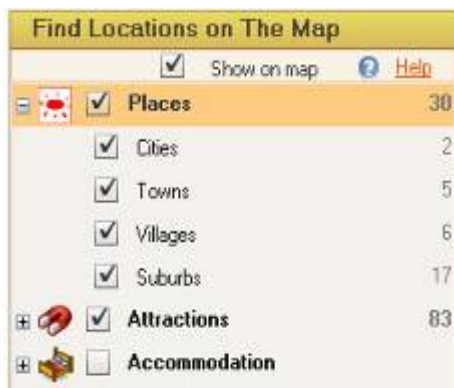 Find Locations on The Map
Show on map Help
Places 30
Cities 2
Towns 5
Villages 6
Suburbs 17
Attractions 83
Accommodation